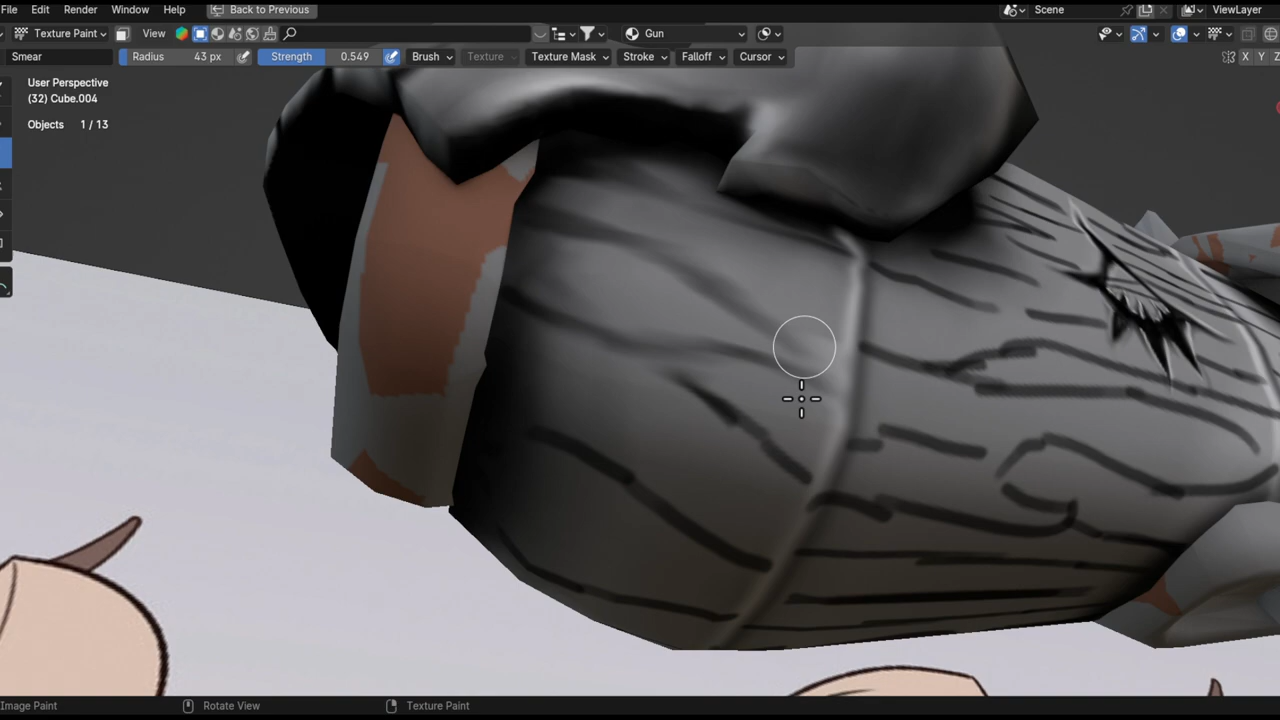 File Edit Render Window Help Back to Previous Scene ViewLayer
Texture Paint View Gun
Smear Radius 43 px Strength 0.549 Brush Texture Texture Mask Stroke Falloff Cursor X Y Z
User Perspective
(32) Cube.004
Objects 1 / 13
Image Paint Rotate View Texture Paint